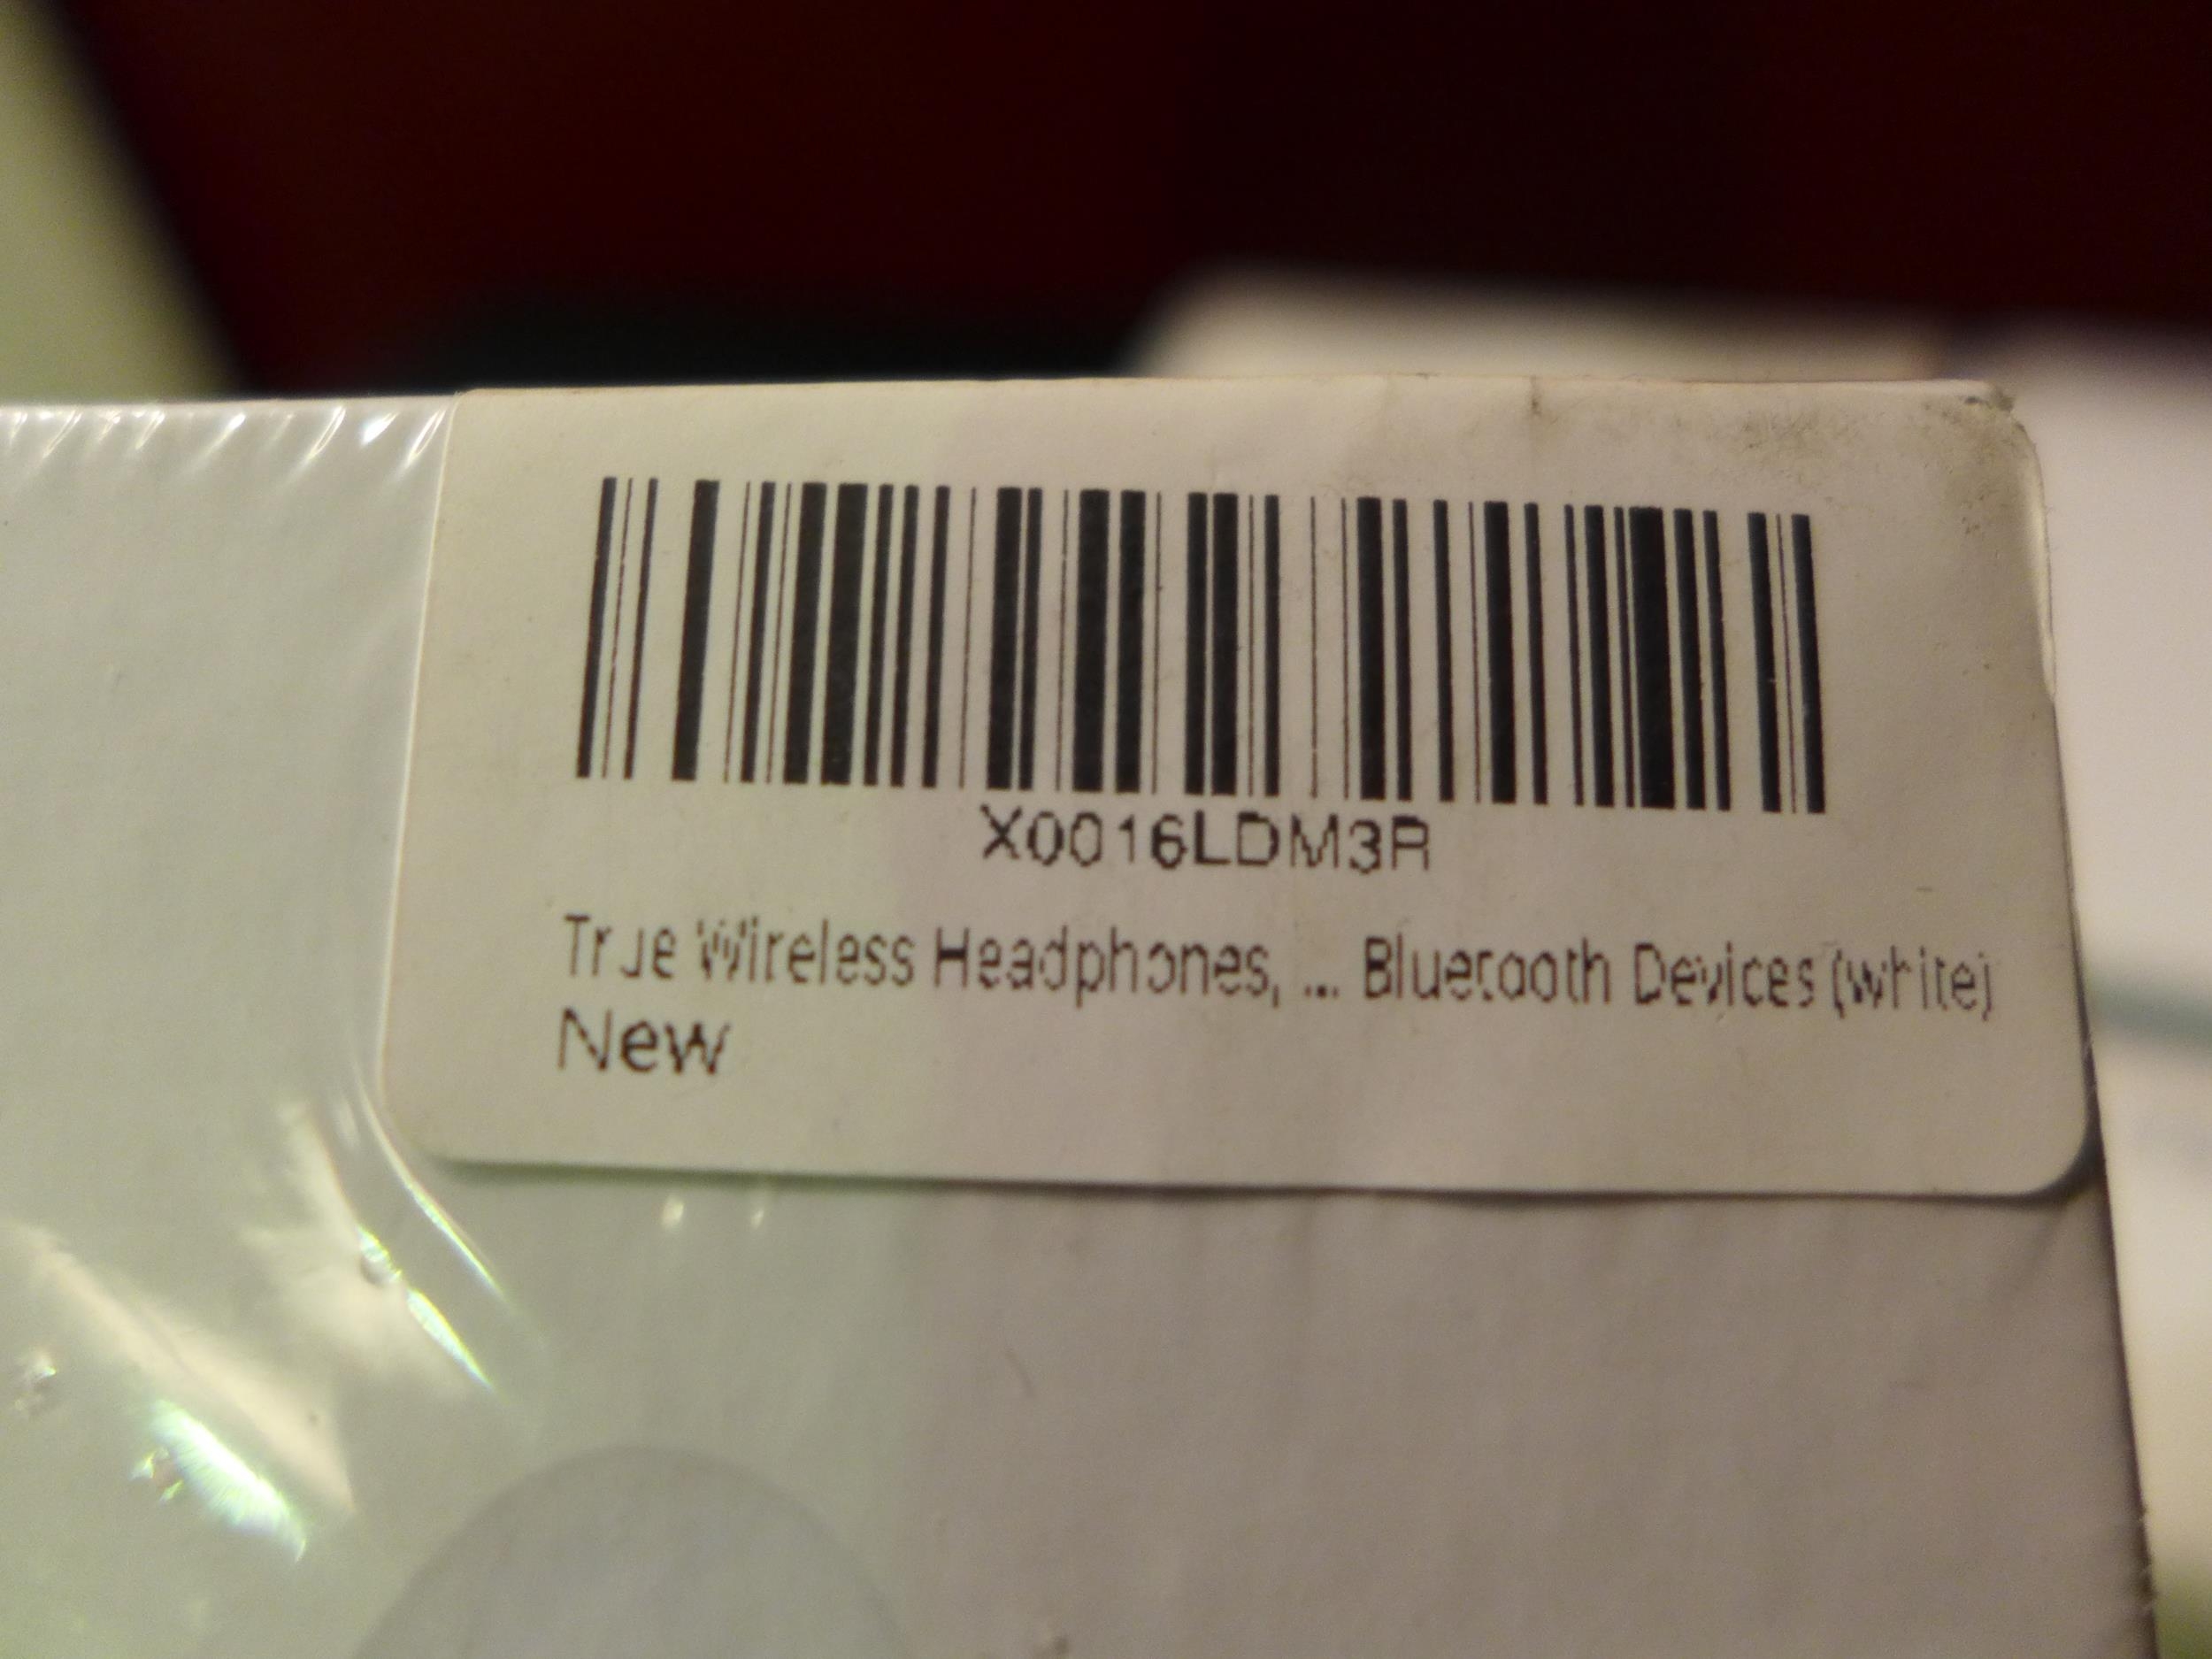 X0016LDM3R
True Wireless Headphones, ... Bluetooth Devices (white)
New